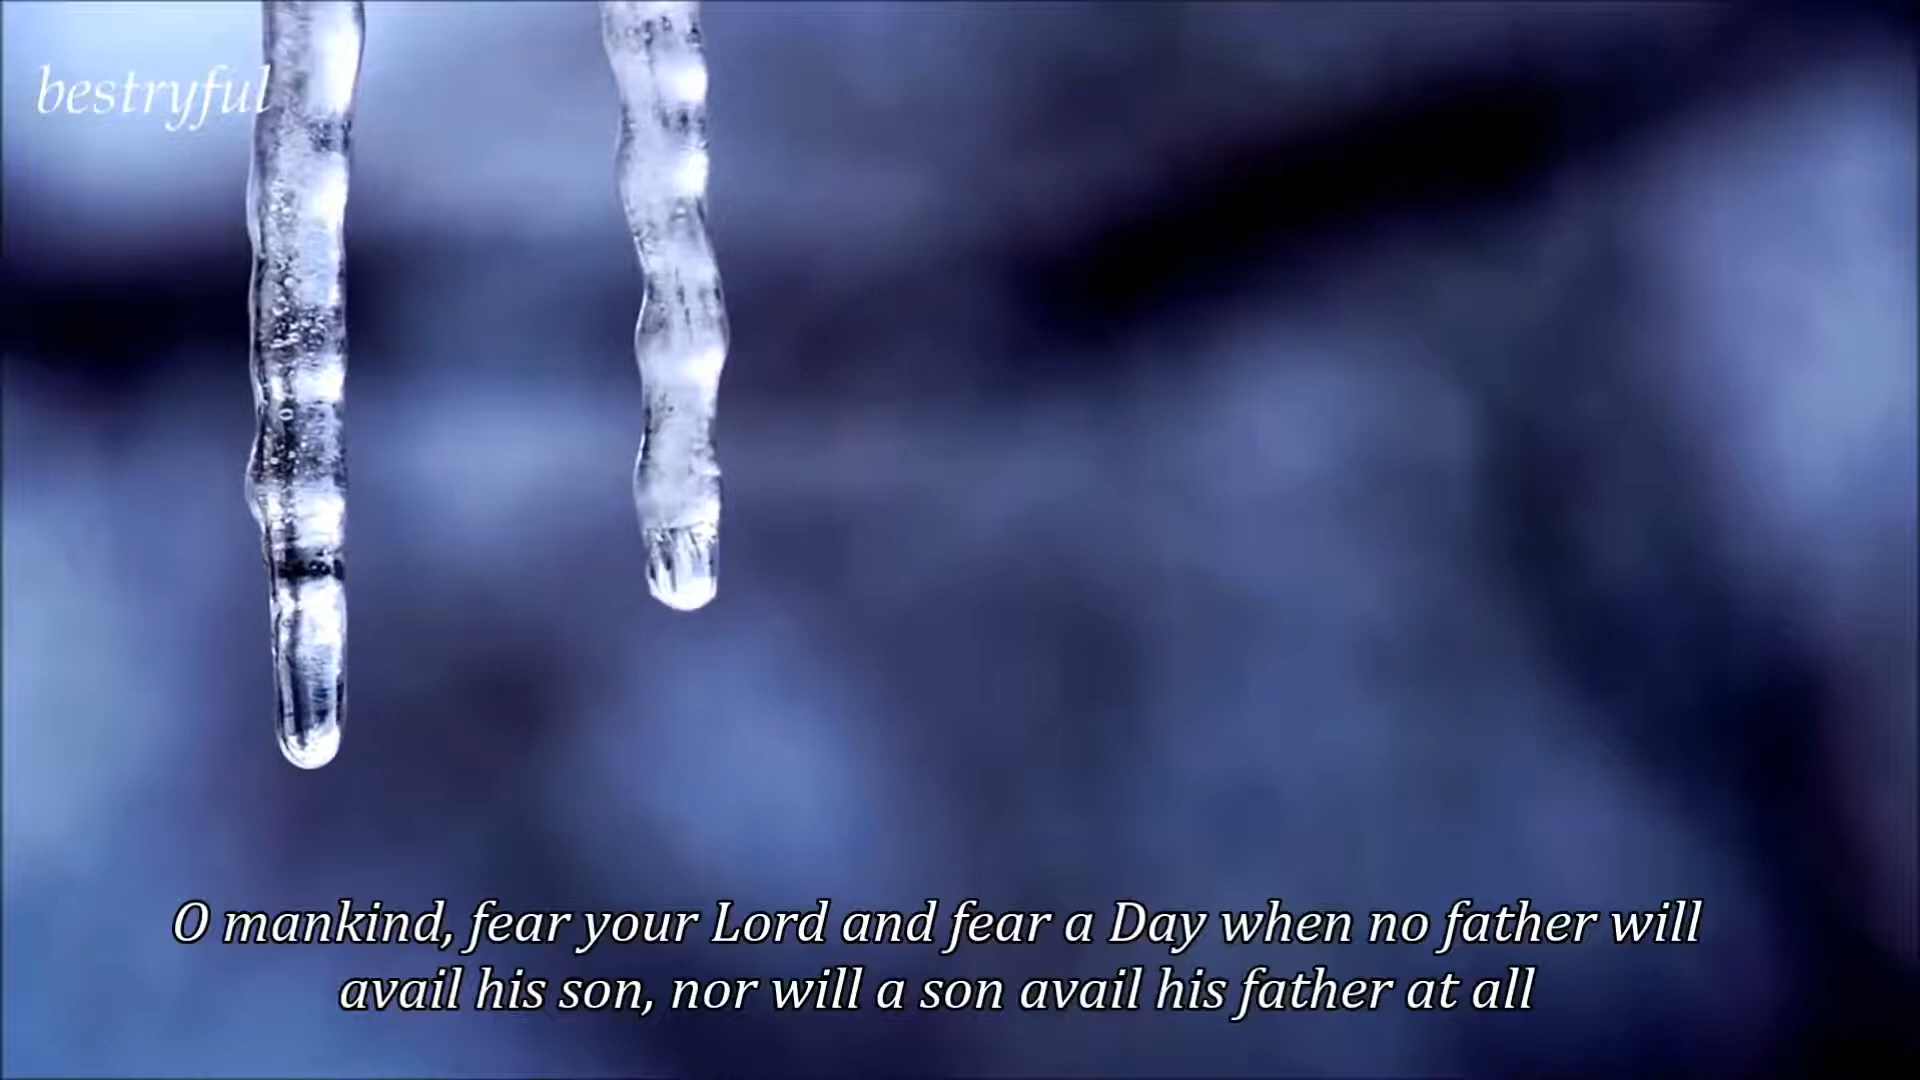 bestryful
O mankind, fear your Lord and fear a Day when no father will
avail his son, nor will a son avail his father at all